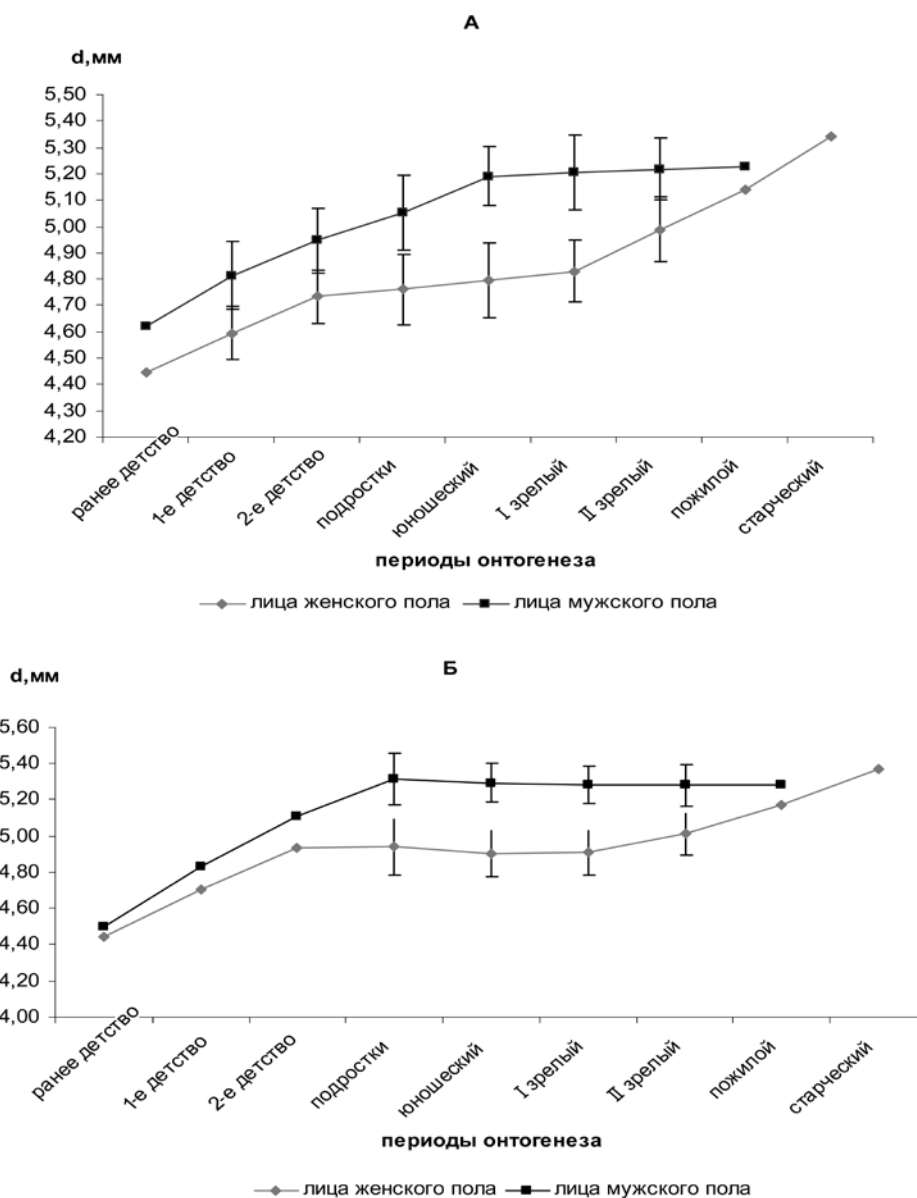 А
d,мм
5,50
5,40
5,30
5,20
5,10
5,00
4,90
4,80
4,70
4,60
4,50
4,40
4,30
4,20
ранее детство
1-е детство
2-е детство
подростки
юношеский
I зрелый
II зрелый
пожилой
старческий
периоды онтогенеза
лица женского пола лица мужского пола
Б
d,мм
5,60
5,40
5,20
5,00
4,80
4,60
4,40
4,20
4,00
ранее детство
1-е детство
2-е детство
подростки
юношеский
I зрелый
II зрелый
пожилой
старческий
периоды онтогенеза
лица женского пола лица мужского пола